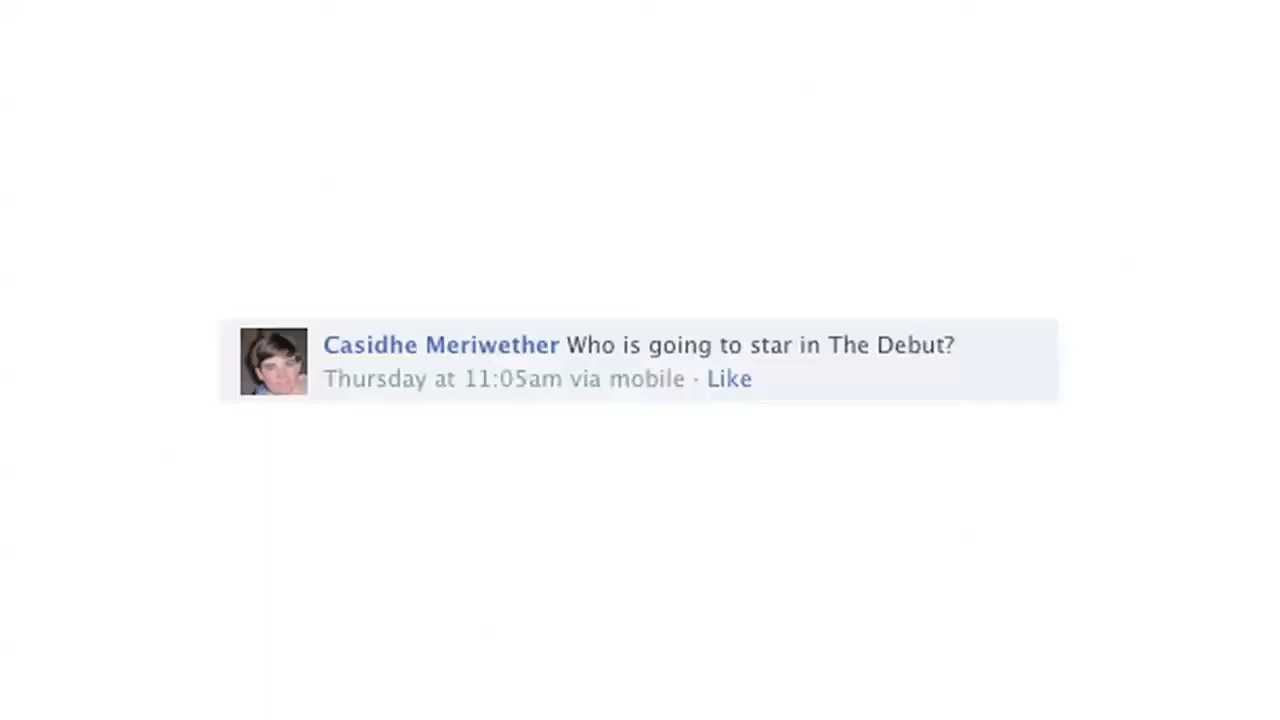 Casidhe Meriwether Who is going to star in The Debut?
Thursday at 11:05am via mobile · Like